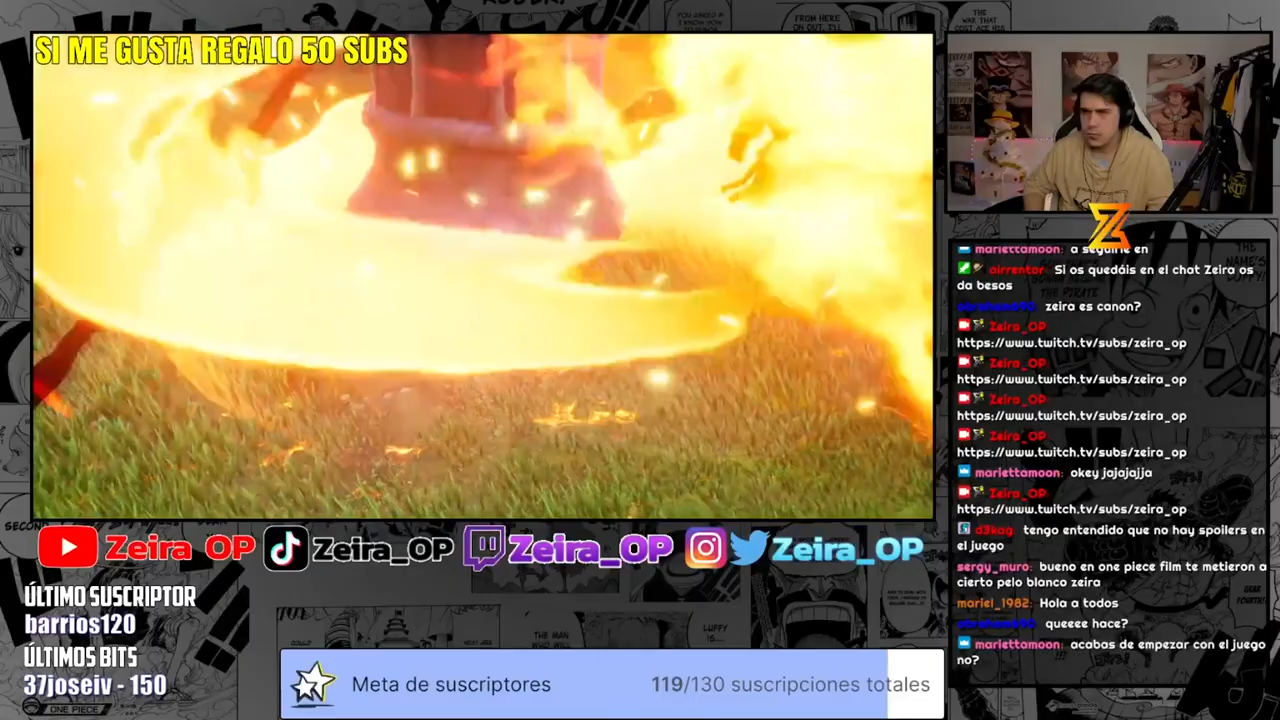 SI ME GUSTA REGALO 50 SUBS
mariettamoon: a seguirle en
airrentor Si os quedáis en el chat Zeira os
da besos
zeira es canon?
Zeira_OP
https://www.twitch.tv/subs/zeira_op
Zeira_OP
https://www.twitch.tv/subs/zeira_op
Zeira_OP
https://www.twitch.tv/subs/zeira_op
Zeira_OP
https://www.twitch.tv/subs/zeira_op
mariettamoon: okey jajajajja
Zeira_OP
https://www.twitch.tv/subs/zeira_op
d3kag: tengo entendido que no hay spoilers en
el juego
sergy_muro: bueno en one piece film te metieron a
cierto pelo blanco zeira
mariel_1982: Hola a todos
queeee hace?
mariettamoon: acabas de empezar con el juego
no?
Zeira OP Zeira_OP Zeira_OP Zeira_OP
ÚLTIMO SUSCRIPTOR
barrios120
ÚLTIMOS BITS
37joseiv - 150
Meta de suscriptores 119/130 suscripciones totales
ONE PIECE